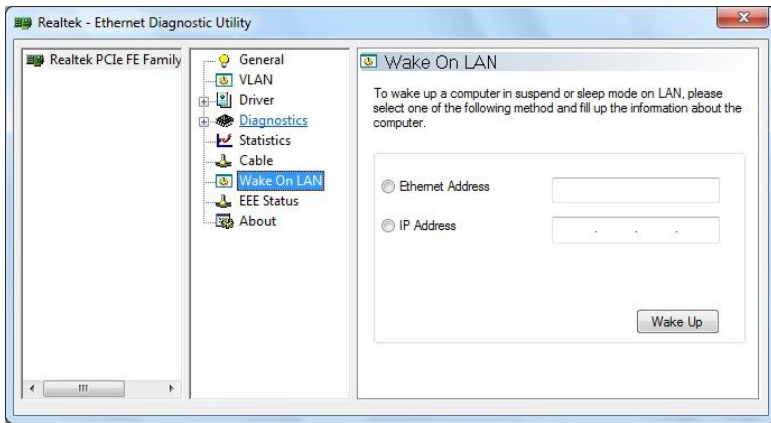 Realtek - Ethernet Diagnostic Utility
Realtek PCIe FE Family
General
VLAN
Driver
Diagnostics
Statistics
Cable
Wake On LAN
EEE Status
About
Wake On LAN
To wake up a computer in suspend or sleep mode on LAN, please
select one of the following method and fill up the information about the
computer.
Ethernet Address
IP Address
. . .
Wake Up